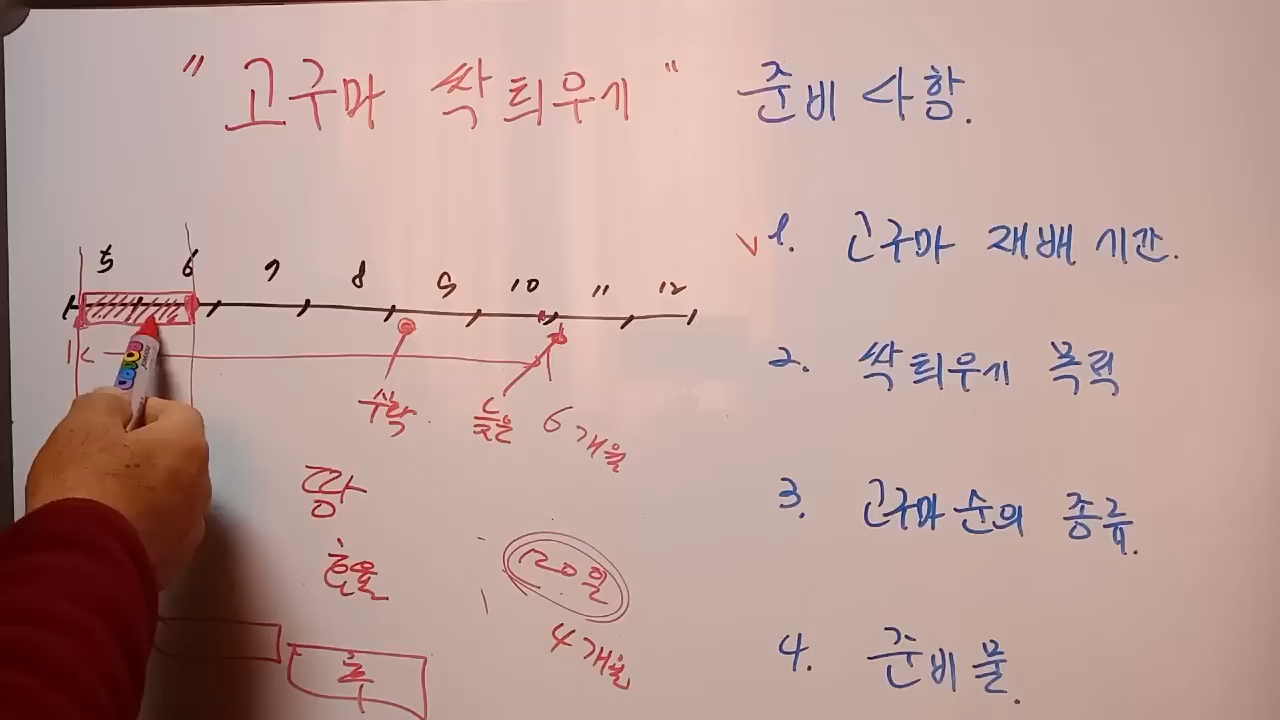 "고구마 싹틔우기" 준비 사항.
5 6 7 8 9 10 11 12
수확 늦은 6개월
땅
120일
4개월
✓1. 고구마 재배 기간.
2. 싹틔우기 목적
3. 고구마순의 종류.
4. 준비물.